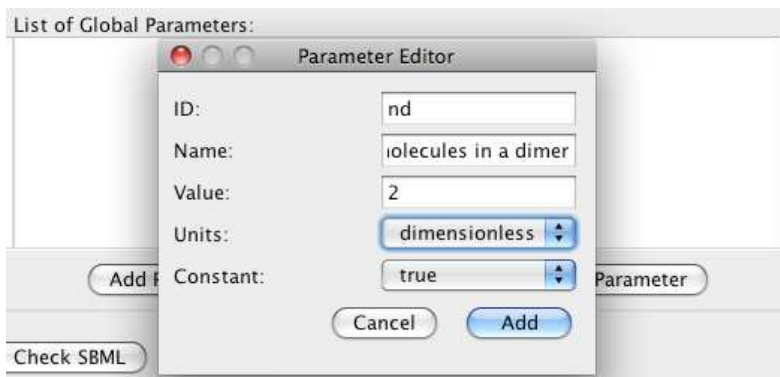 List of Global Parameters:
Parameter Editor
ID: nd
Name: olecules in a dimer
Value: 2
Units: dimensionless
Constant: true
Add Parameter
Cancel Add
Check SBML